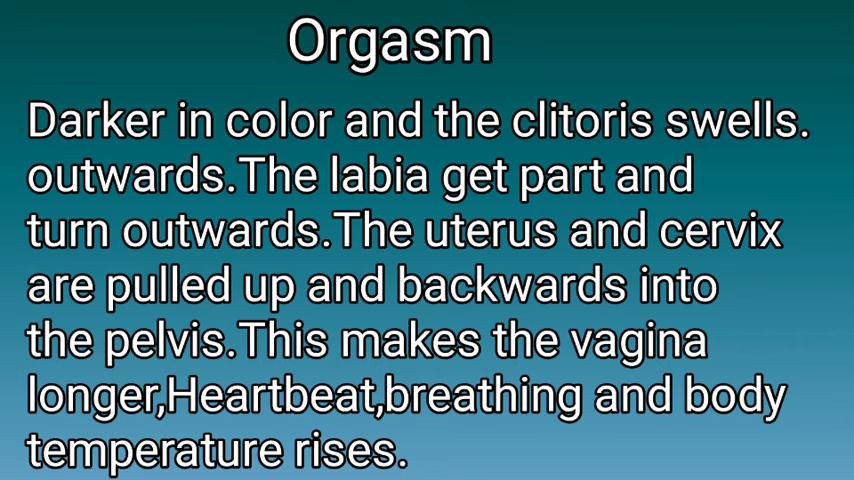 Orgasm
Darker in color and the clitoris swells.
outwards.The labia get part and
turn outwards.The uterus and cervix
are pulled up and backwards into
the pelvis.This makes the vagina
longer,Heartbeat,breathing and body
temperature rises.